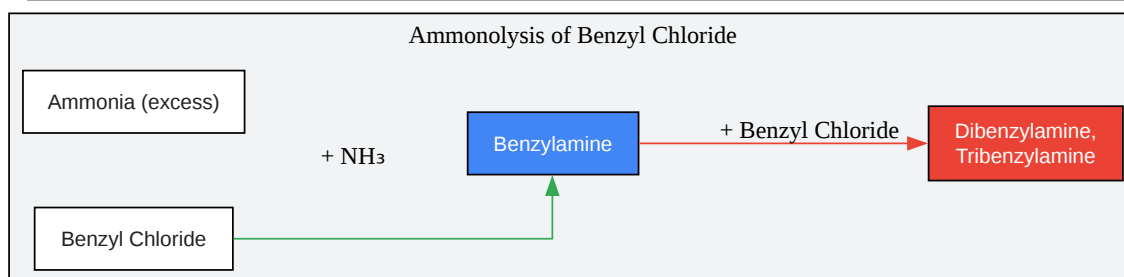 Ammonolysis of Benzyl Chloride
Ammonia (excess)
+ NH₃
Benzylamine
+ Benzyl Chloride
Dibenzylamine,
Tribenzylamine
Benzyl Chloride